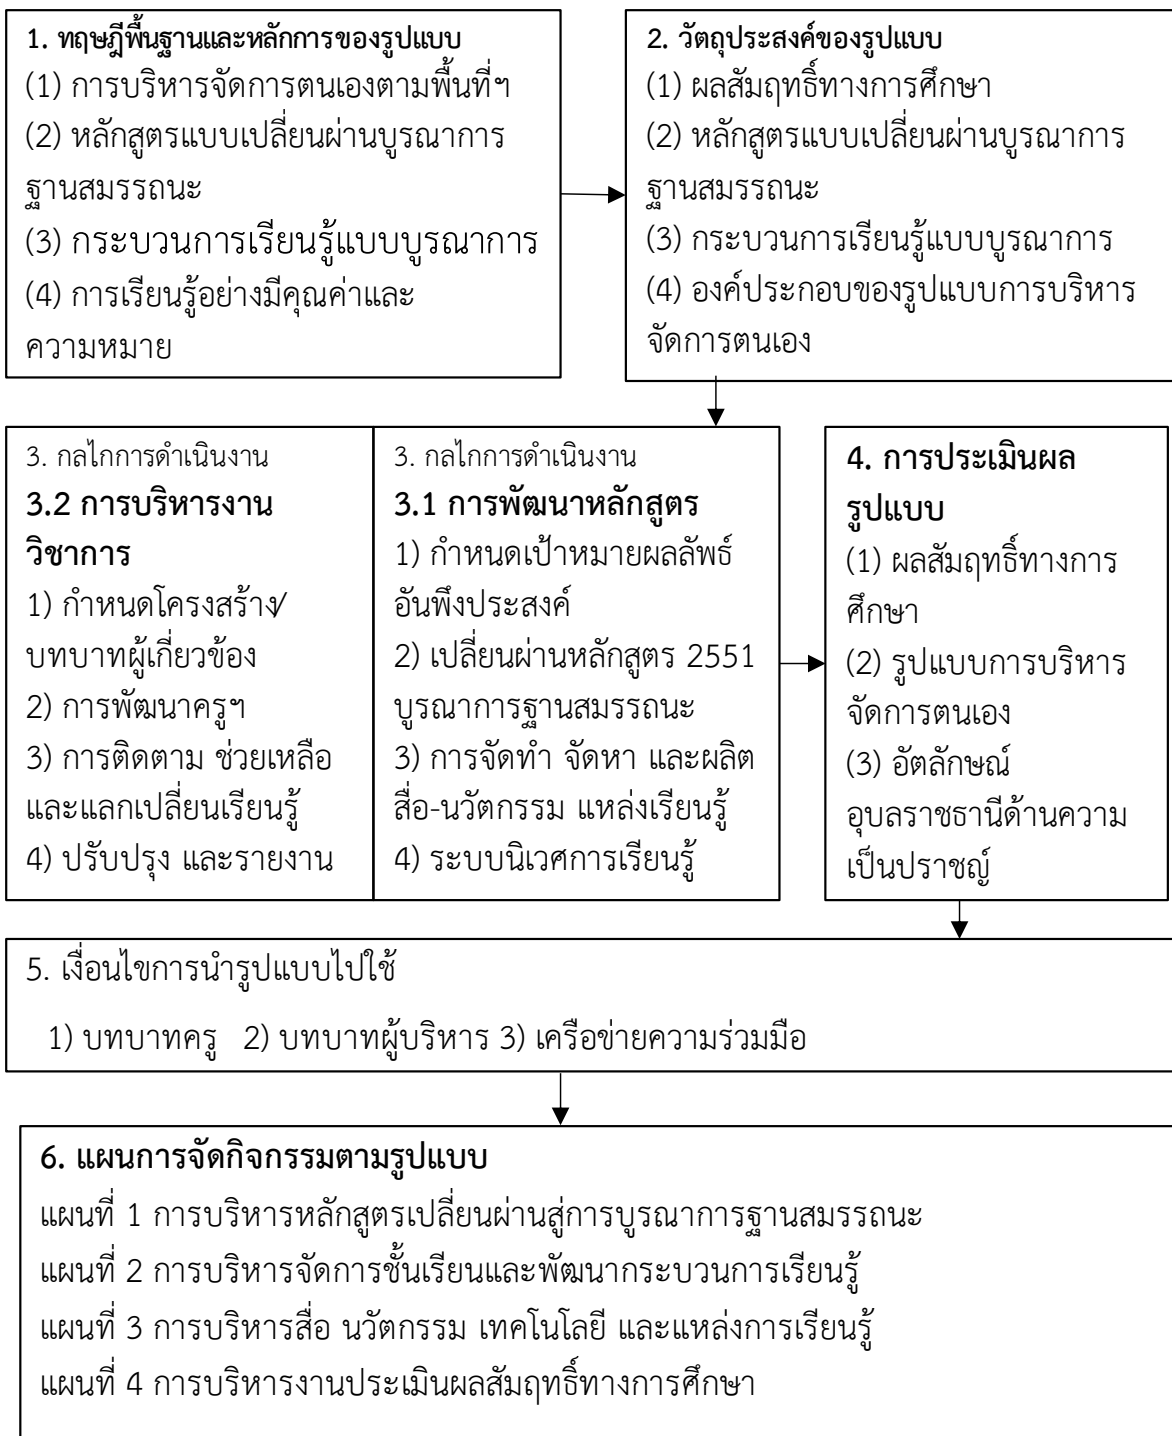 1. ทฤษฎีพื้นฐานและหลักการของรูปแบบ
(1) การบริหารจัดการตนเองตามพื้นที่ฯ
(2) หลักสูตรแบบเปลี่ยนผ่านบูรณาการ
ฐานสมรรถนะ
(3) กระบวนการเรียนรู้แบบบูรณาการ
(4) การเรียนรู้อย่างมีคุณค่าและ
ความหมาย
2. วัตถุประสงค์ของรูปแบบ
(1) ผลสัมฤทธิ์ทางการศึกษา
(2) หลักสูตรแบบเปลี่ยนผ่านบูรณาการ
ฐานสมรรถนะ
(3) กระบวนการเรียนรู้แบบบูรณาการ
(4) องค์ประกอบของรูปแบบการบริหาร
จัดการตนเอง
3. กลไกการดำเนินงาน
3.2 การบริหารงาน
วิชาการ
1) กำหนดโครงสร้าง/
บทบาทผู้เกี่ยวข้อง
2) การพัฒนาครูฯ
3) การติดตาม ช่วยเหลือ
และแลกเปลี่ยนเรียนรู้
4) ปรับปรุง และรายงาน
3. กลไกการดำเนินงาน
3.1 การพัฒนาหลักสูตร
1) กำหนดเป้าหมายผลลัพธ์
อันพึงประสงค์
2) เปลี่ยนผ่านหลักสูตร 2551
บูรณาการฐานสมรรถนะ
3) การจัดทำ จัดหา และผลิต
สื่อ-นวัตกรรม แหล่งเรียนรู้
4) ระบบนิเวศการเรียนรู้
4. การประเมินผล
รูปแบบ
(1) ผลสัมฤทธิ์ทางการ
ศึกษา
(2) รูปแบบการบริหาร
จัดการตนเอง
(3) อัตลักษณ์
อุบลราชธานีด้านความ
เป็นปราชญ์
5. เงื่อนไขการนำรูปแบบไปใช้
1) บทบาทครู 2) บทบาทผู้บริหาร 3) เครือข่ายความร่วมมือ
6. แผนการจัดกิจกรรมตามรูปแบบ
แผนที่ 1 การบริหารหลักสูตรเปลี่ยนผ่านสู่การบูรณาการฐานสมรรถนะ
แผนที่ 2 การบริหารจัดการชั้นเรียนและพัฒนากระบวนการเรียนรู้
แผนที่ 3 การบริหารสื่อ นวัตกรรม เทคโนโลยี และแหล่งการเรียนรู้
แผนที่ 4 การบริหารงานประเมินผลสัมฤทธิ์ทางการศึกษา